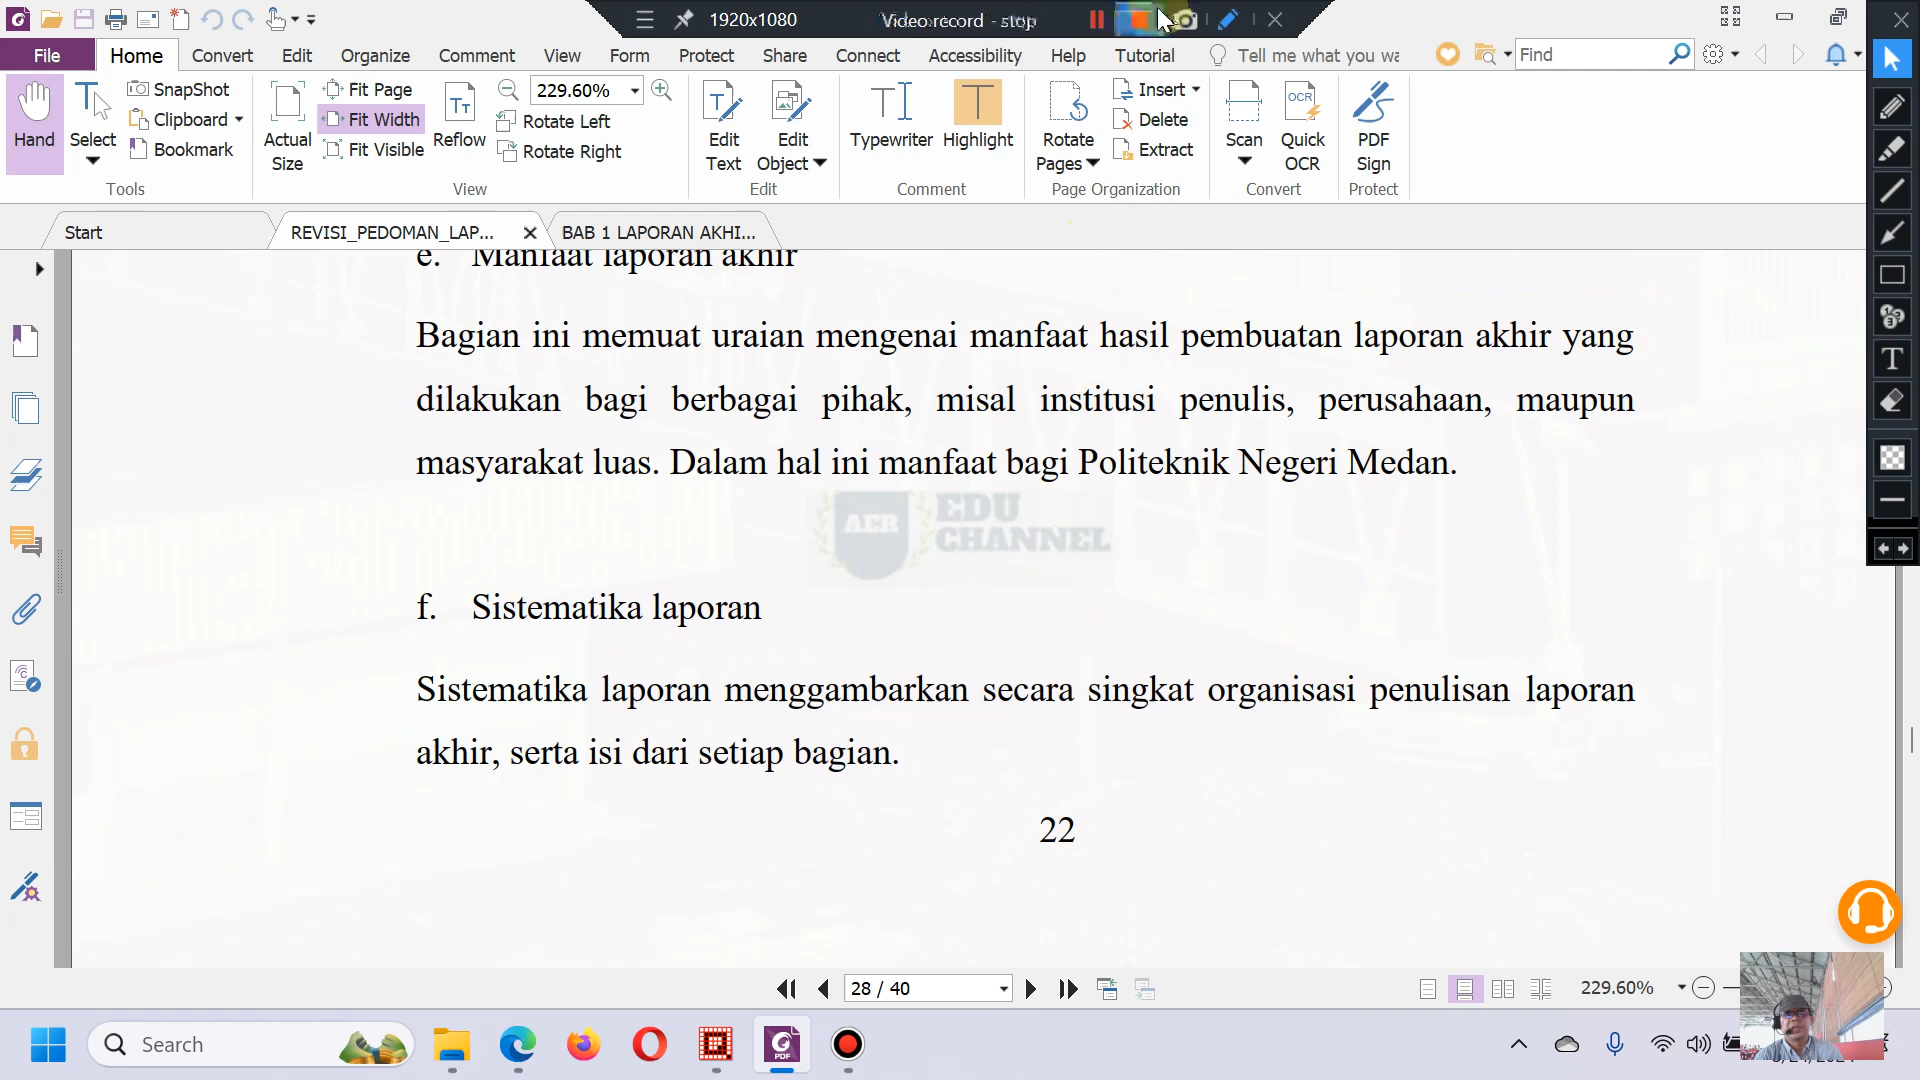 1920x1080
Video record - stop
File
Home
Convert
Edit
Organize
Comment
View
Form
Protect
Share
Connect
Accessibility
Help
Tutorial
Tell me what you wa
Find
Hand
Select
SnapShot
Clipboard
Bookmark
Tools
Actual Size
Fit Page
Fit Width
Fit Visible
Reflow
229.60%
Rotate Left
Rotate Right
View
Edit Text
Edit Object
Edit
Typewriter
Highlight
Comment
Rotate Pages
Insert
Delete
Extract
Page Organization
Scan
Quick OCR
Convert
PDF Sign
Protect
Start
REVISI_PEDOMAN_LAP...
BAB 1 LAPORAN AKHI...
e. Manfaat laporan akhir
Bagian ini memuat uraian mengenai manfaat hasil pembuatan laporan akhir yang
dilakukan bagi berbagai pihak, misal institusi penulis, perusahaan, maupun
masyarakat luas. Dalam hal ini manfaat bagi Politeknik Negeri Medan.
AER EDU
CHANNEL
f. Sistematika laporan
Sistematika laporan menggambarkan secara singkat organisasi penulisan laporan
akhir, serta isi dari setiap bagian.
22
28 / 40
229.60%
Search